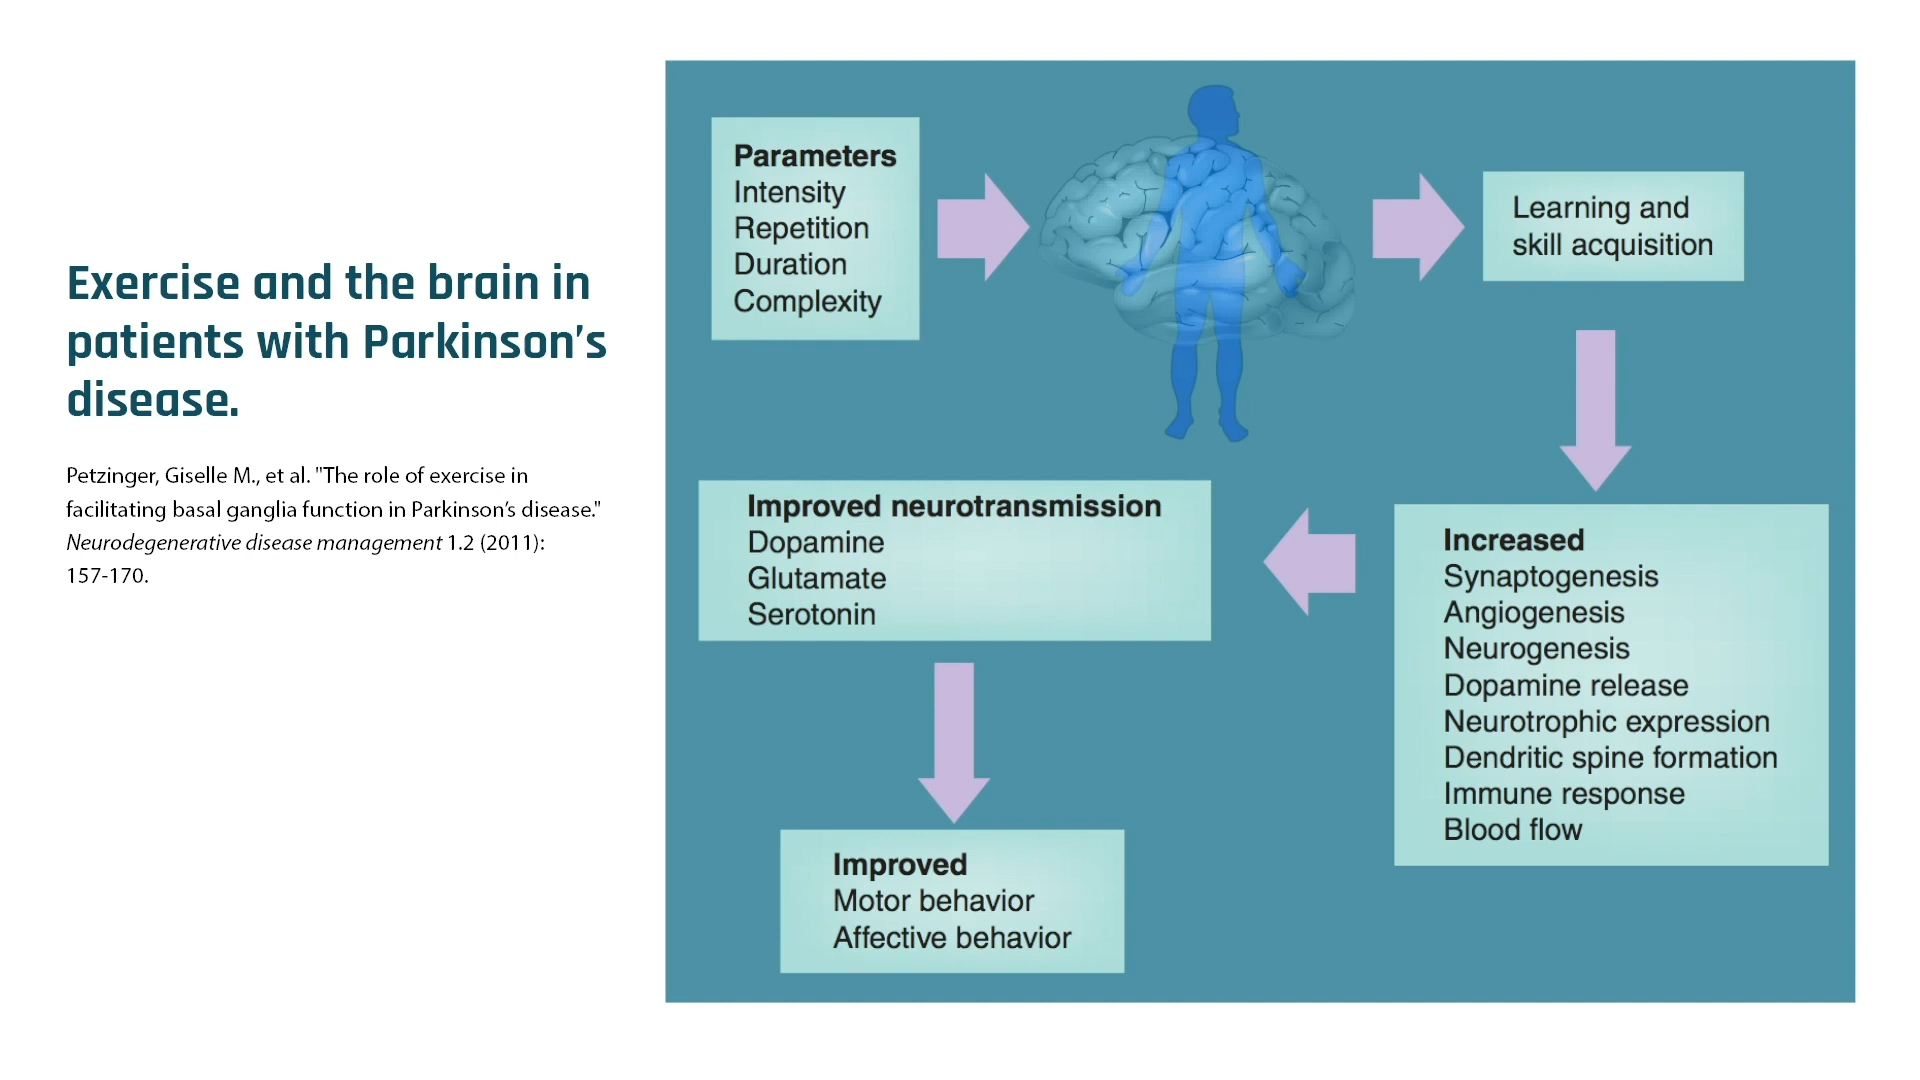 Exercise and the brain in
patients with Parkinson's
disease.
Petzinger, Giselle M., et al. "The role of exercise in
facilitating basal ganglia function in Parkinson's disease."
Neurodegenerative disease management 1.2 (2011):
157-170.
Parameters
Intensity
Repetition
Duration
Complexity
Learning and
skill acquisition
Increased
Synaptogenesis
Angiogenesis
Neurogenesis
Dopamine release
Neurotrophic expression
Dendritic spine formation
Immune response
Blood flow
Improved neurotransmission
Dopamine
Glutamate
Serotonin
Improved
Motor behavior
Affective behavior